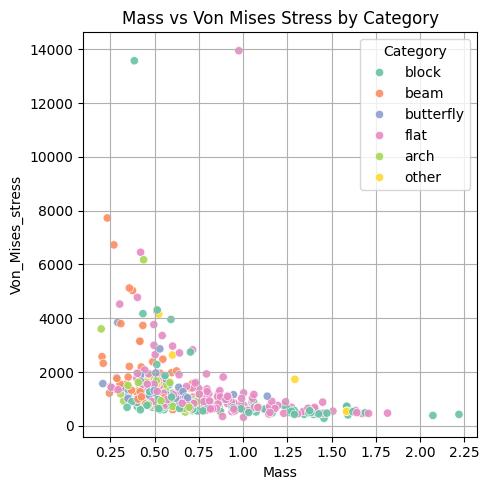 Mass vs Von Mises Stress by Category
Von_Mises_stress
14000
12000
10000
8000
6000
4000
2000
0
Category
block
beam
butterfly
flat
arch
other
0.25 0.50 0.75 1.00 1.25 1.50 1.75 2.00 2.25
Mass